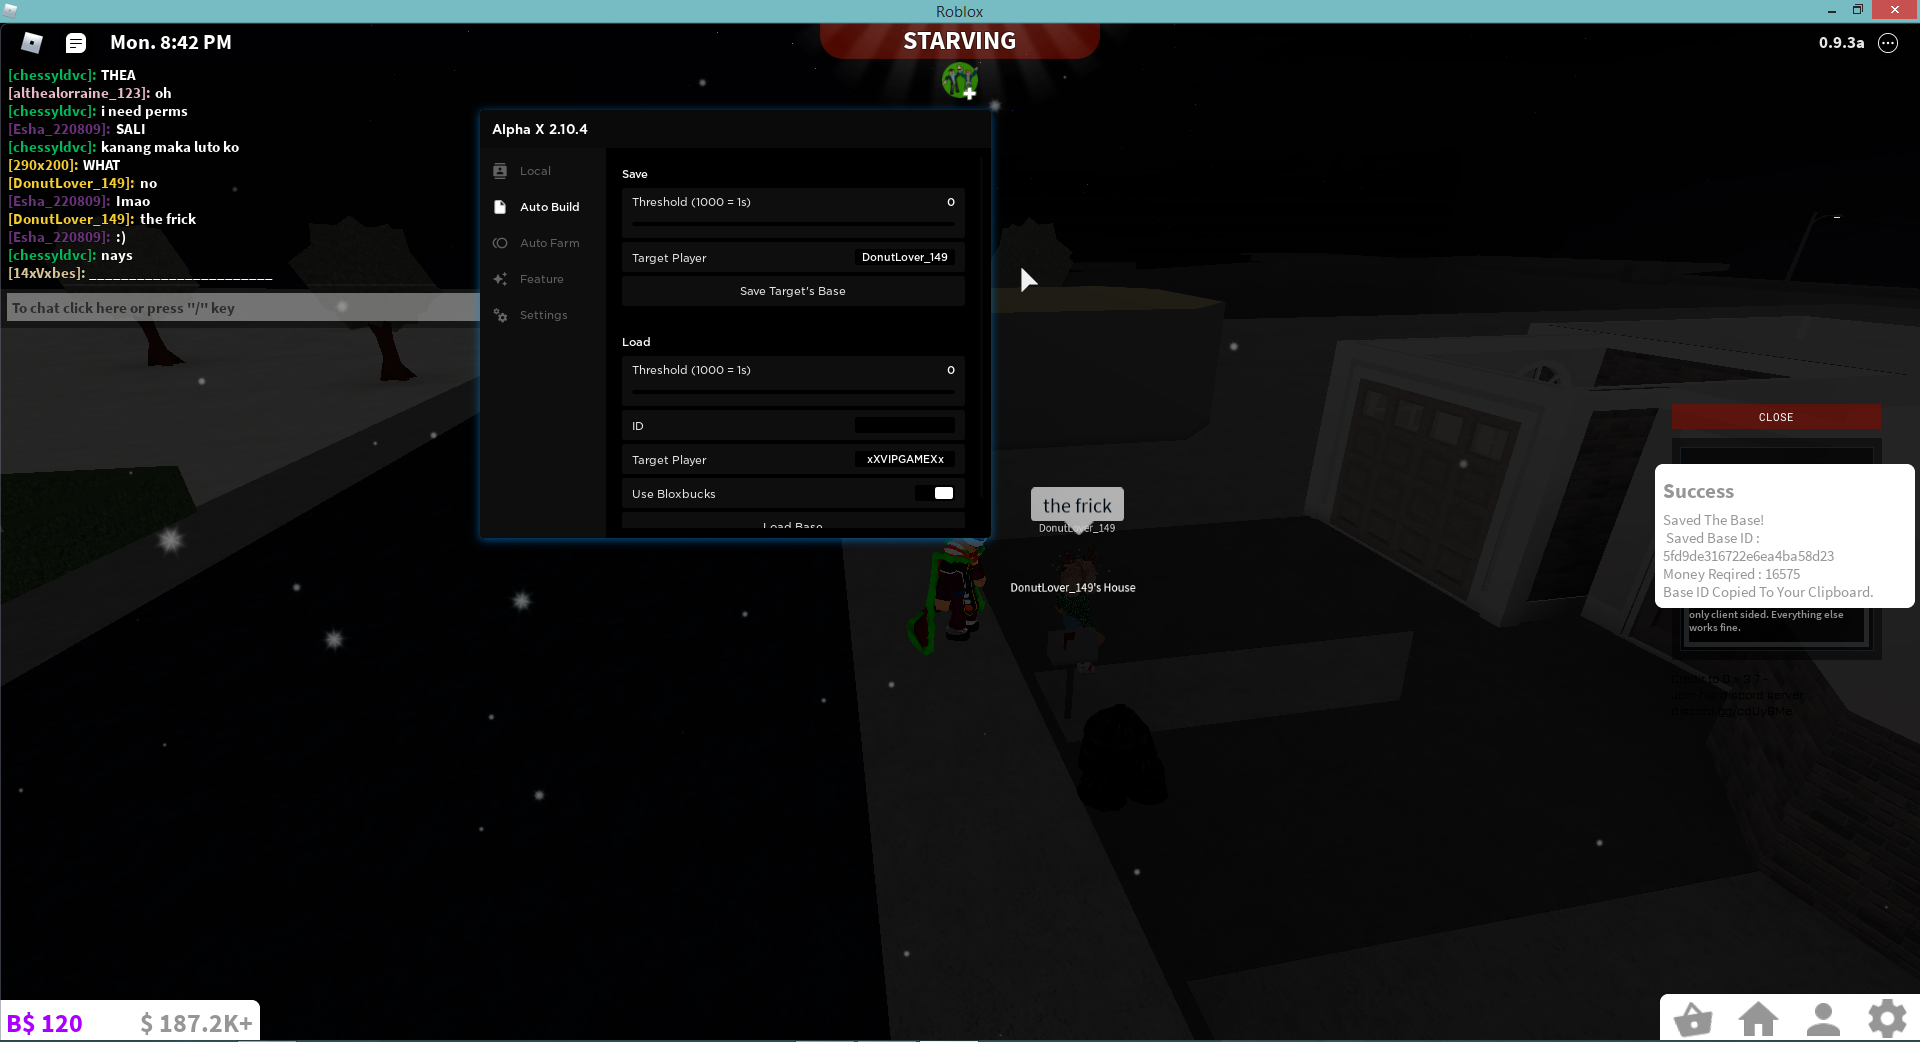 Roblox
Mon. 8:42 PM
STARVING
0.9.3a
[chessyldvc]: THEA
[althealorraine_123]: oh
[chessyldvc]: i need perms
[Esha_220809]: SALI
[chessyldvc]: kanang maka luto ko
[290x200]: WHAT
[DonutLover_149]: no
[Esha_220809]: lmao
[DonutLover_149]: the frick
[Esha_220809]: :)
[chessyldvc]: nays
[14xVxbes]: _______________________
To chat click here or press "/" key
Alpha X 2.10.4
Local
Auto Build
Auto Farm
Feature
Settings
Save
Threshold (1000 = 1s) 0
Target Player DonutLover_149
Save Target's Base
Load
Threshold (1000 = 1s) 0
ID
Target Player xXVIPGAMEXx
Use Bloxbucks
Load Base
the frick
DonutLover_149
DonutLover_149's House
CLOSE
Success
Saved The Base!
Saved Base ID :
5fd9de316722e6ea4ba58d23
Money Reqired : 16575
Base ID Copied To Your Clipboard.
only client sided. Everything else
works fine.
B$ 120
$ 187.2K+